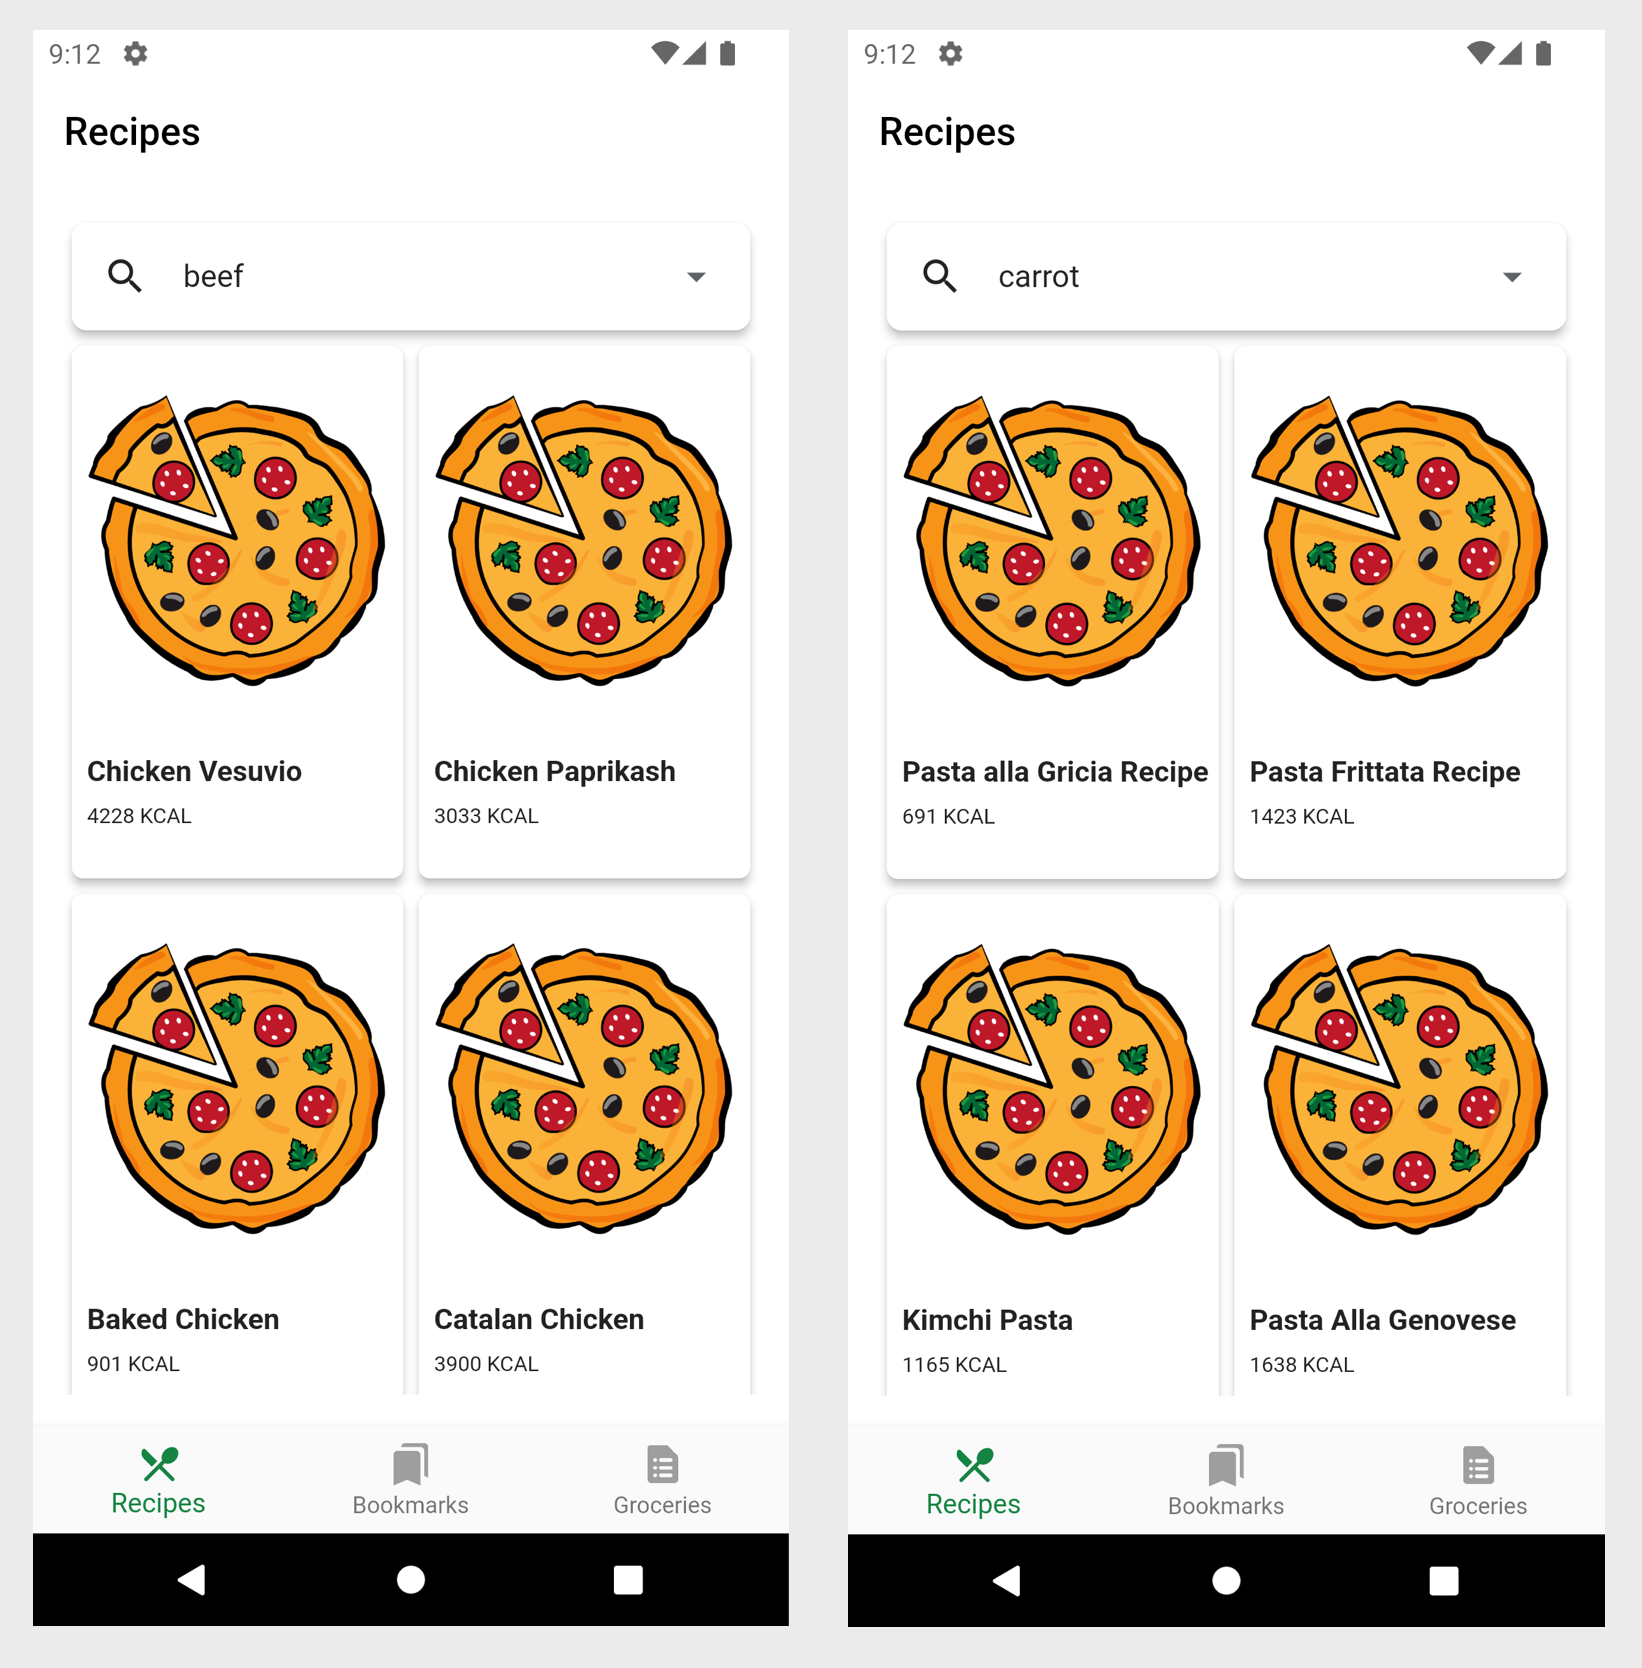 9:12
Recipes
beef
Chicken Vesuvio
4228 KCAL
Chicken Paprikash
3033 KCAL
Baked Chicken
901 KCAL
Catalan Chicken
3900 KCAL
Recipes
Bookmarks
Groceries
9:12
Recipes
carrot
Pasta alla Gricia Recipe
691 KCAL
Pasta Frittata Recipe
1423 KCAL
Kimchi Pasta
1165 KCAL
Pasta Alla Genovese
1638 KCAL
Recipes
Bookmarks
Groceries